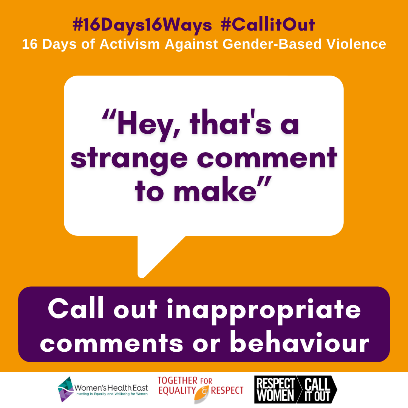 #16Days16Ways #CallitOut
16 Days of Activism Against Gender-Based Violence
“Hey, that's a
strange comment
to make”
Call out inappropriate
comments or behaviour
Women's Health East
TOGETHER FOR
EQUALITY & RESPECT
RESPECT
WOMEN
CALL
IT OUT